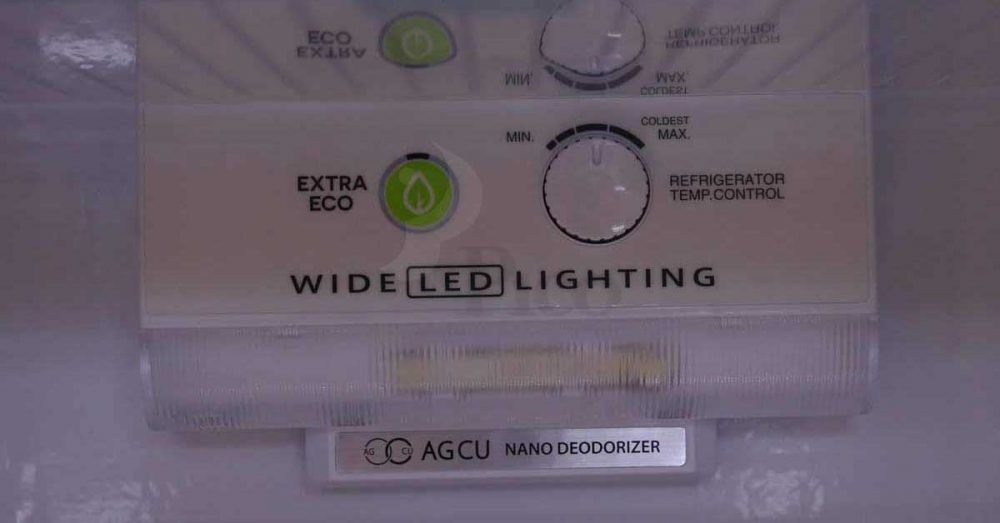 ECO
EXTRA
TEMP.CONTROL
REFRIGERATOR
MIN.
MAX.
COLDEST
COLDEST
MIN.
MAX.
EXTRA
ECO
REFRIGERATOR
TEMP.CONTROL
WIDE LED LIGHTING
AG CU AGCU NANO DEODORIZER